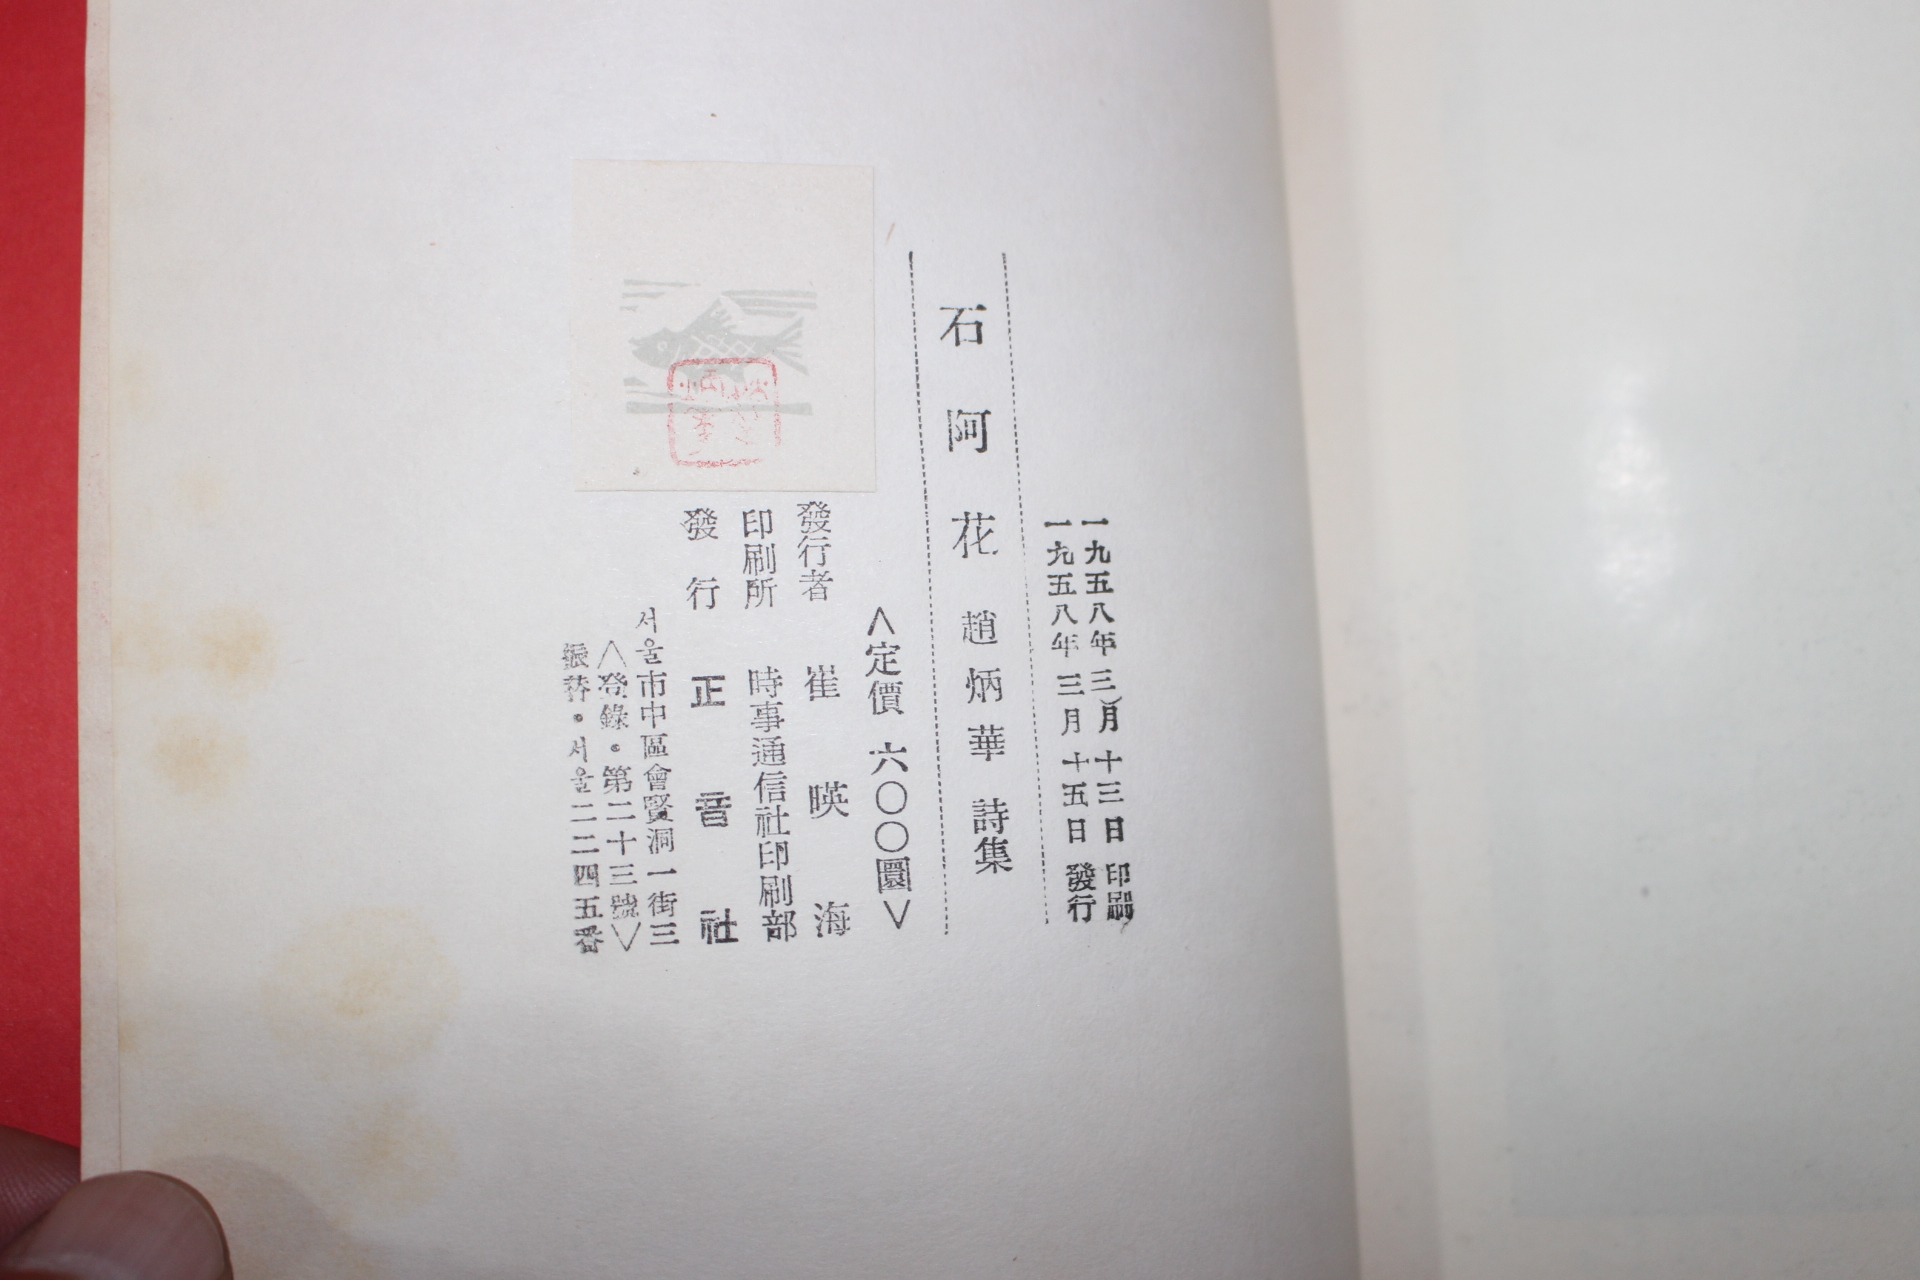 一九五八年 三月 十三日 印刷
一九五八年 三月 十五日 發行
石阿花 趙炳華 詩集
<定價 六〇〇圜>
發行者 崔暎海
印刷所 時事通信社印刷部
發行 正音社
서울市中區會賢洞一街三
<登錄・第二十三號>
振替・서울二二四五番